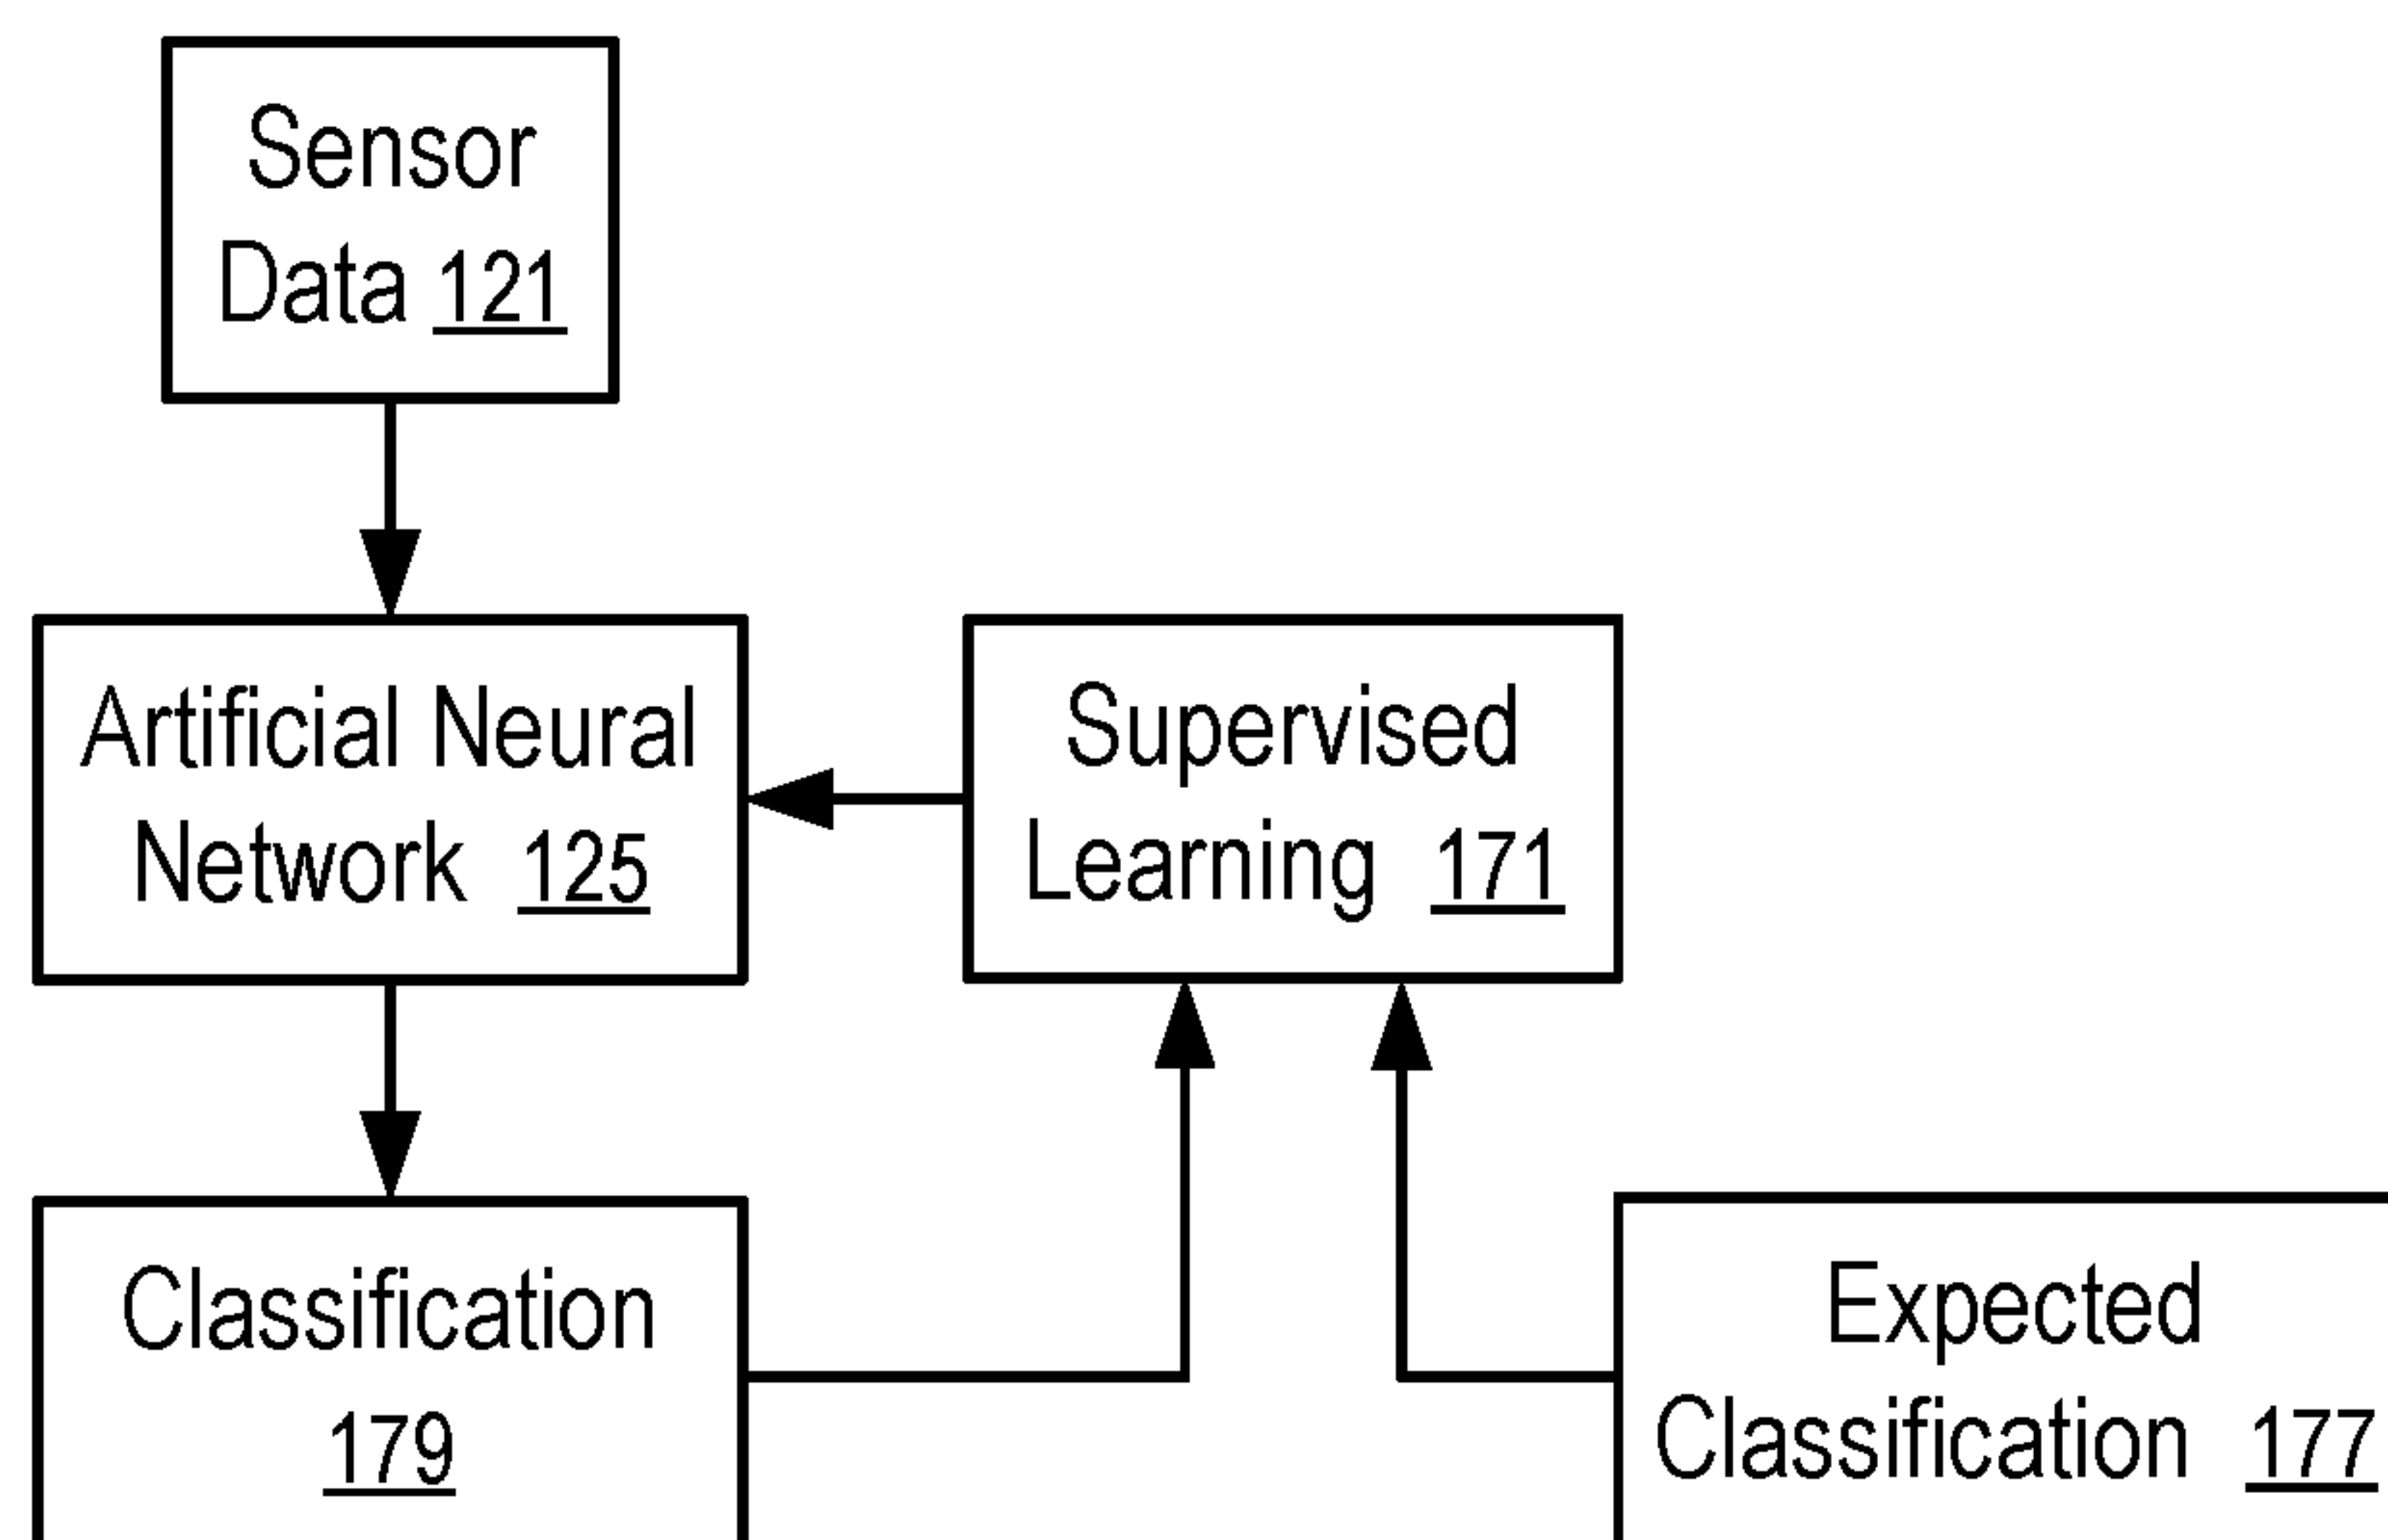 Sensor
Data 121
Artificial Neural
Network 125
Supervised
Learning 171
Classification
179
Expected
Classification 177